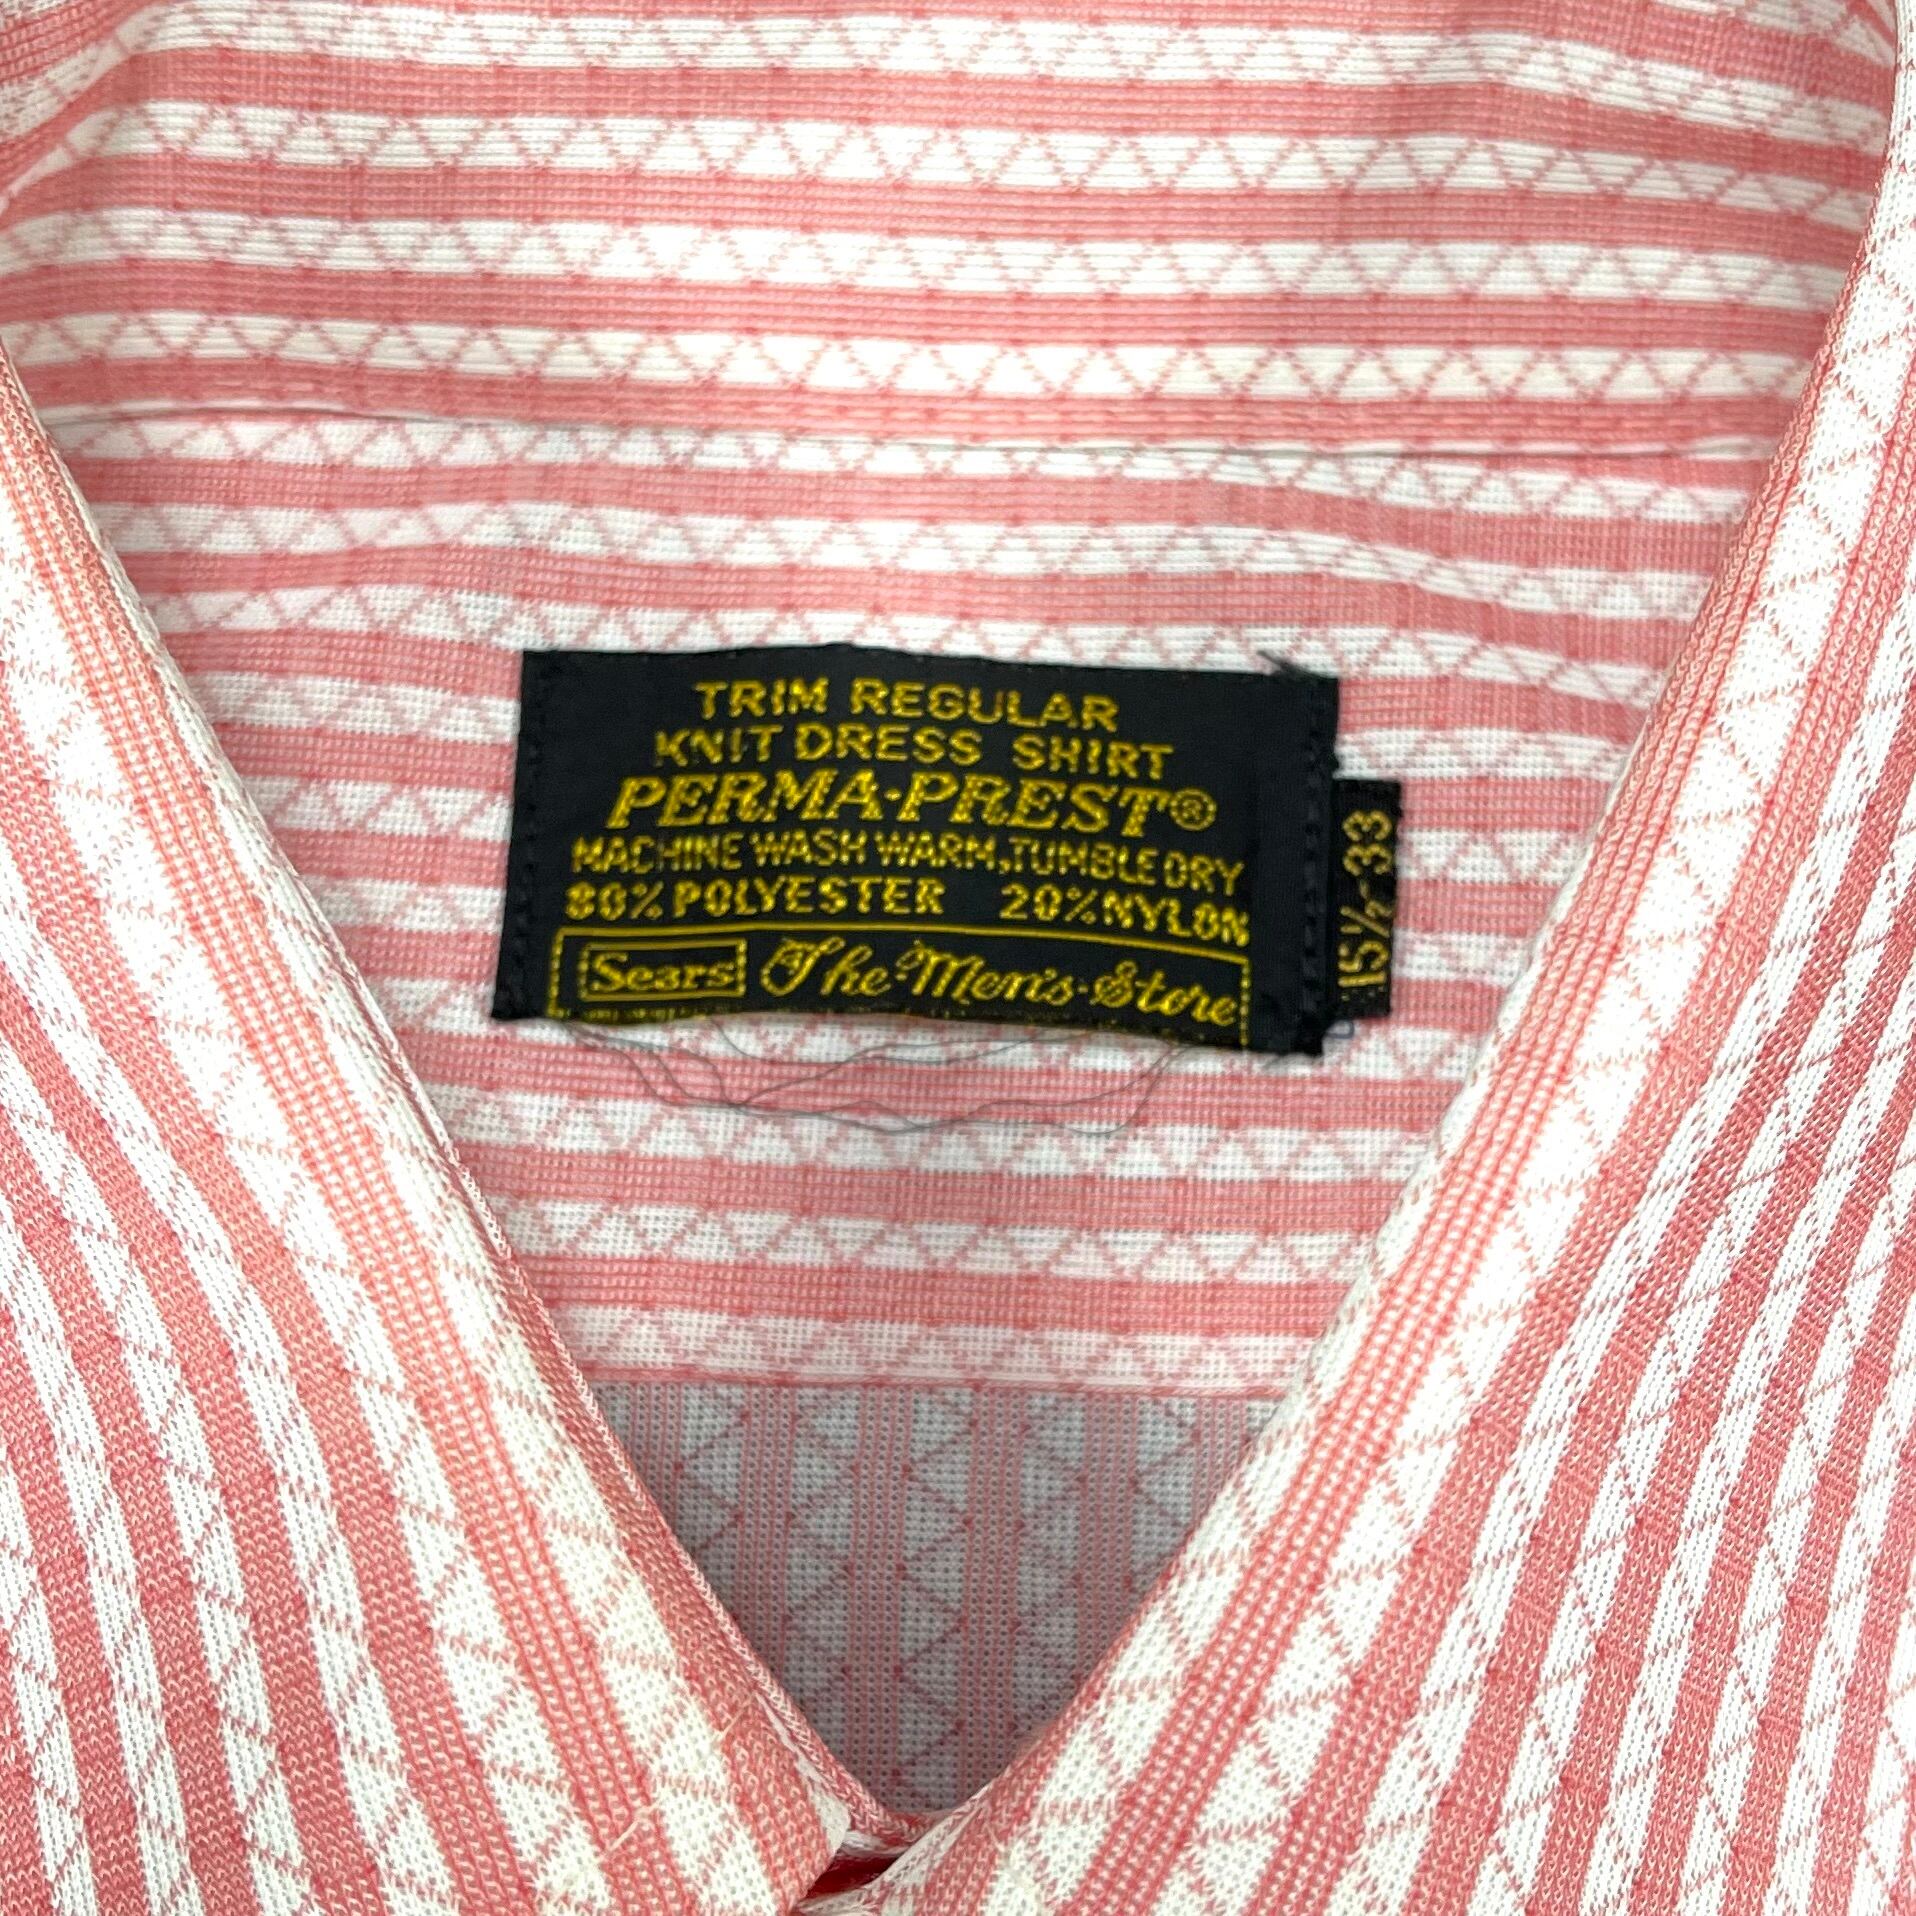 TRIM REGULAR
KNIT DRESS SHIRT
PERMA-PREST®
MACHINE WASH WARM, TUMBLE DRY
80% POLYESTER 20% NYLON
Sears The Men's Store
15½-33